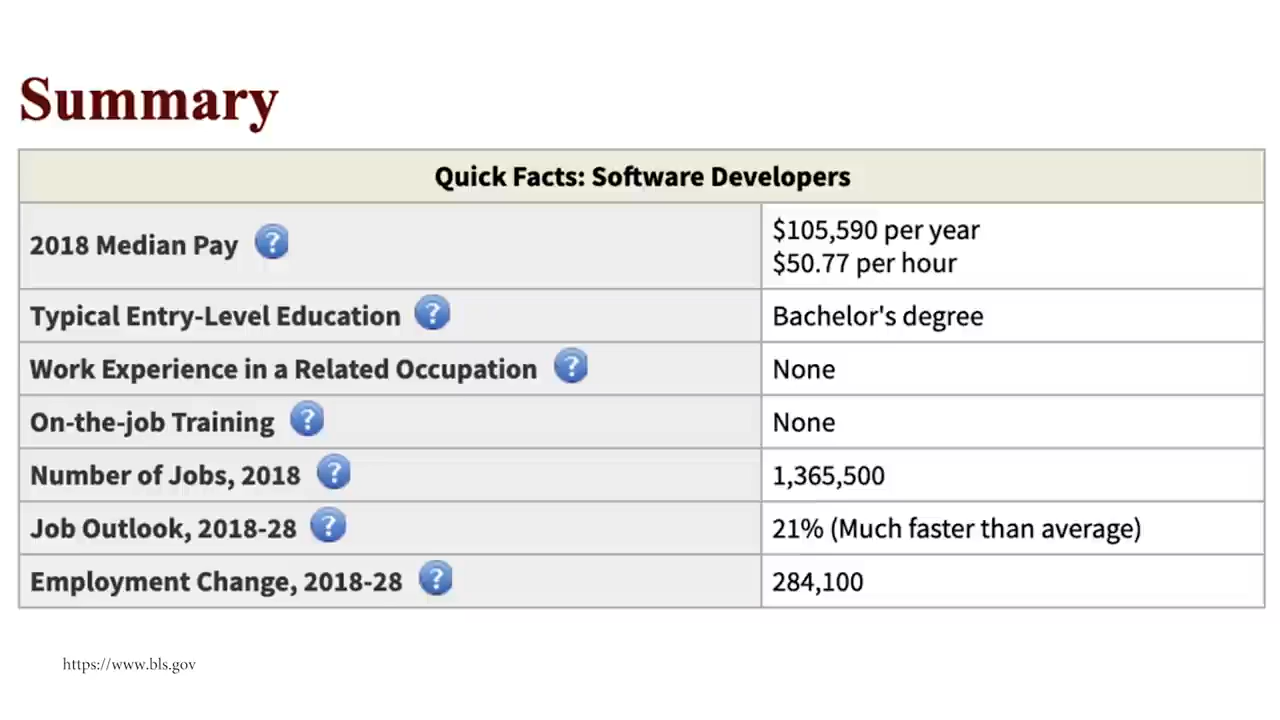 Summary
Quick Facts: Software Developers
2018 Median Pay ?
$105,590 per year
$50.77 per hour
Typical Entry-Level Education ?
Bachelor's degree
Work Experience in a Related Occupation ?
None
On-the-job Training ?
None
Number of Jobs, 2018 ?
1,365,500
Job Outlook, 2018-28 ?
21% (Much faster than average)
Employment Change, 2018-28 ?
284,100
https://www.bls.gov